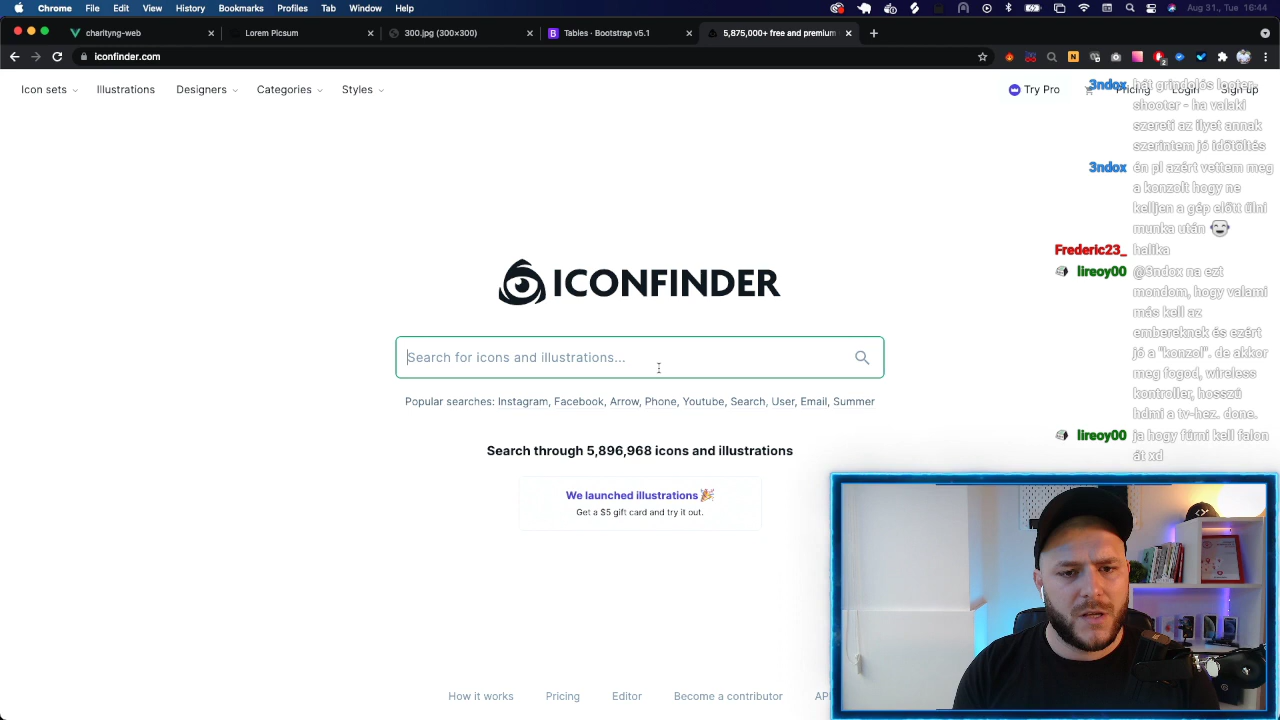 Chrome File Edit View History Bookmarks Profiles Tab Window Help
Aug 31., Tue 16:44
charityng-web
Lorem Picsum
300.jpg (300×300)
Tables · Bootstrap v5.1
5,875,000+ free and premium
iconfinder.com
Icon sets
Illustrations
Designers
Categories
Styles
Try Pro
Pricing
Login
Sign up
ICONFINDER
Search for icons and illustrations...
Popular searches: Instagram, Facebook, Arrow, Phone, Youtube, Search, User, Email, Summer
Search through 5,896,968 icons and illustrations
We launched illustrations
Get a $5 gift card and try it out.
How it works
Pricing
Editor
Become a contributor
3ndox hát grindolós looter
shooter - ha valaki
szereti az ilyet annak
szerintem jó időtöltés
3ndox én pl azért vettem meg
a konzolt hogy ne
kelljen a gép előtt űlni
munka után
Frederic23_ halika
lireoy00 @3ndox na ezt
mondom, hogy valami
más kell az
embereknek és ezért
jó a "konzol". de akkor
meg fogod, wireless
kontroller, hosszú
hdmi a tv-hez. done.
lireoy00 ja hogy fúrni kell falon
át xd